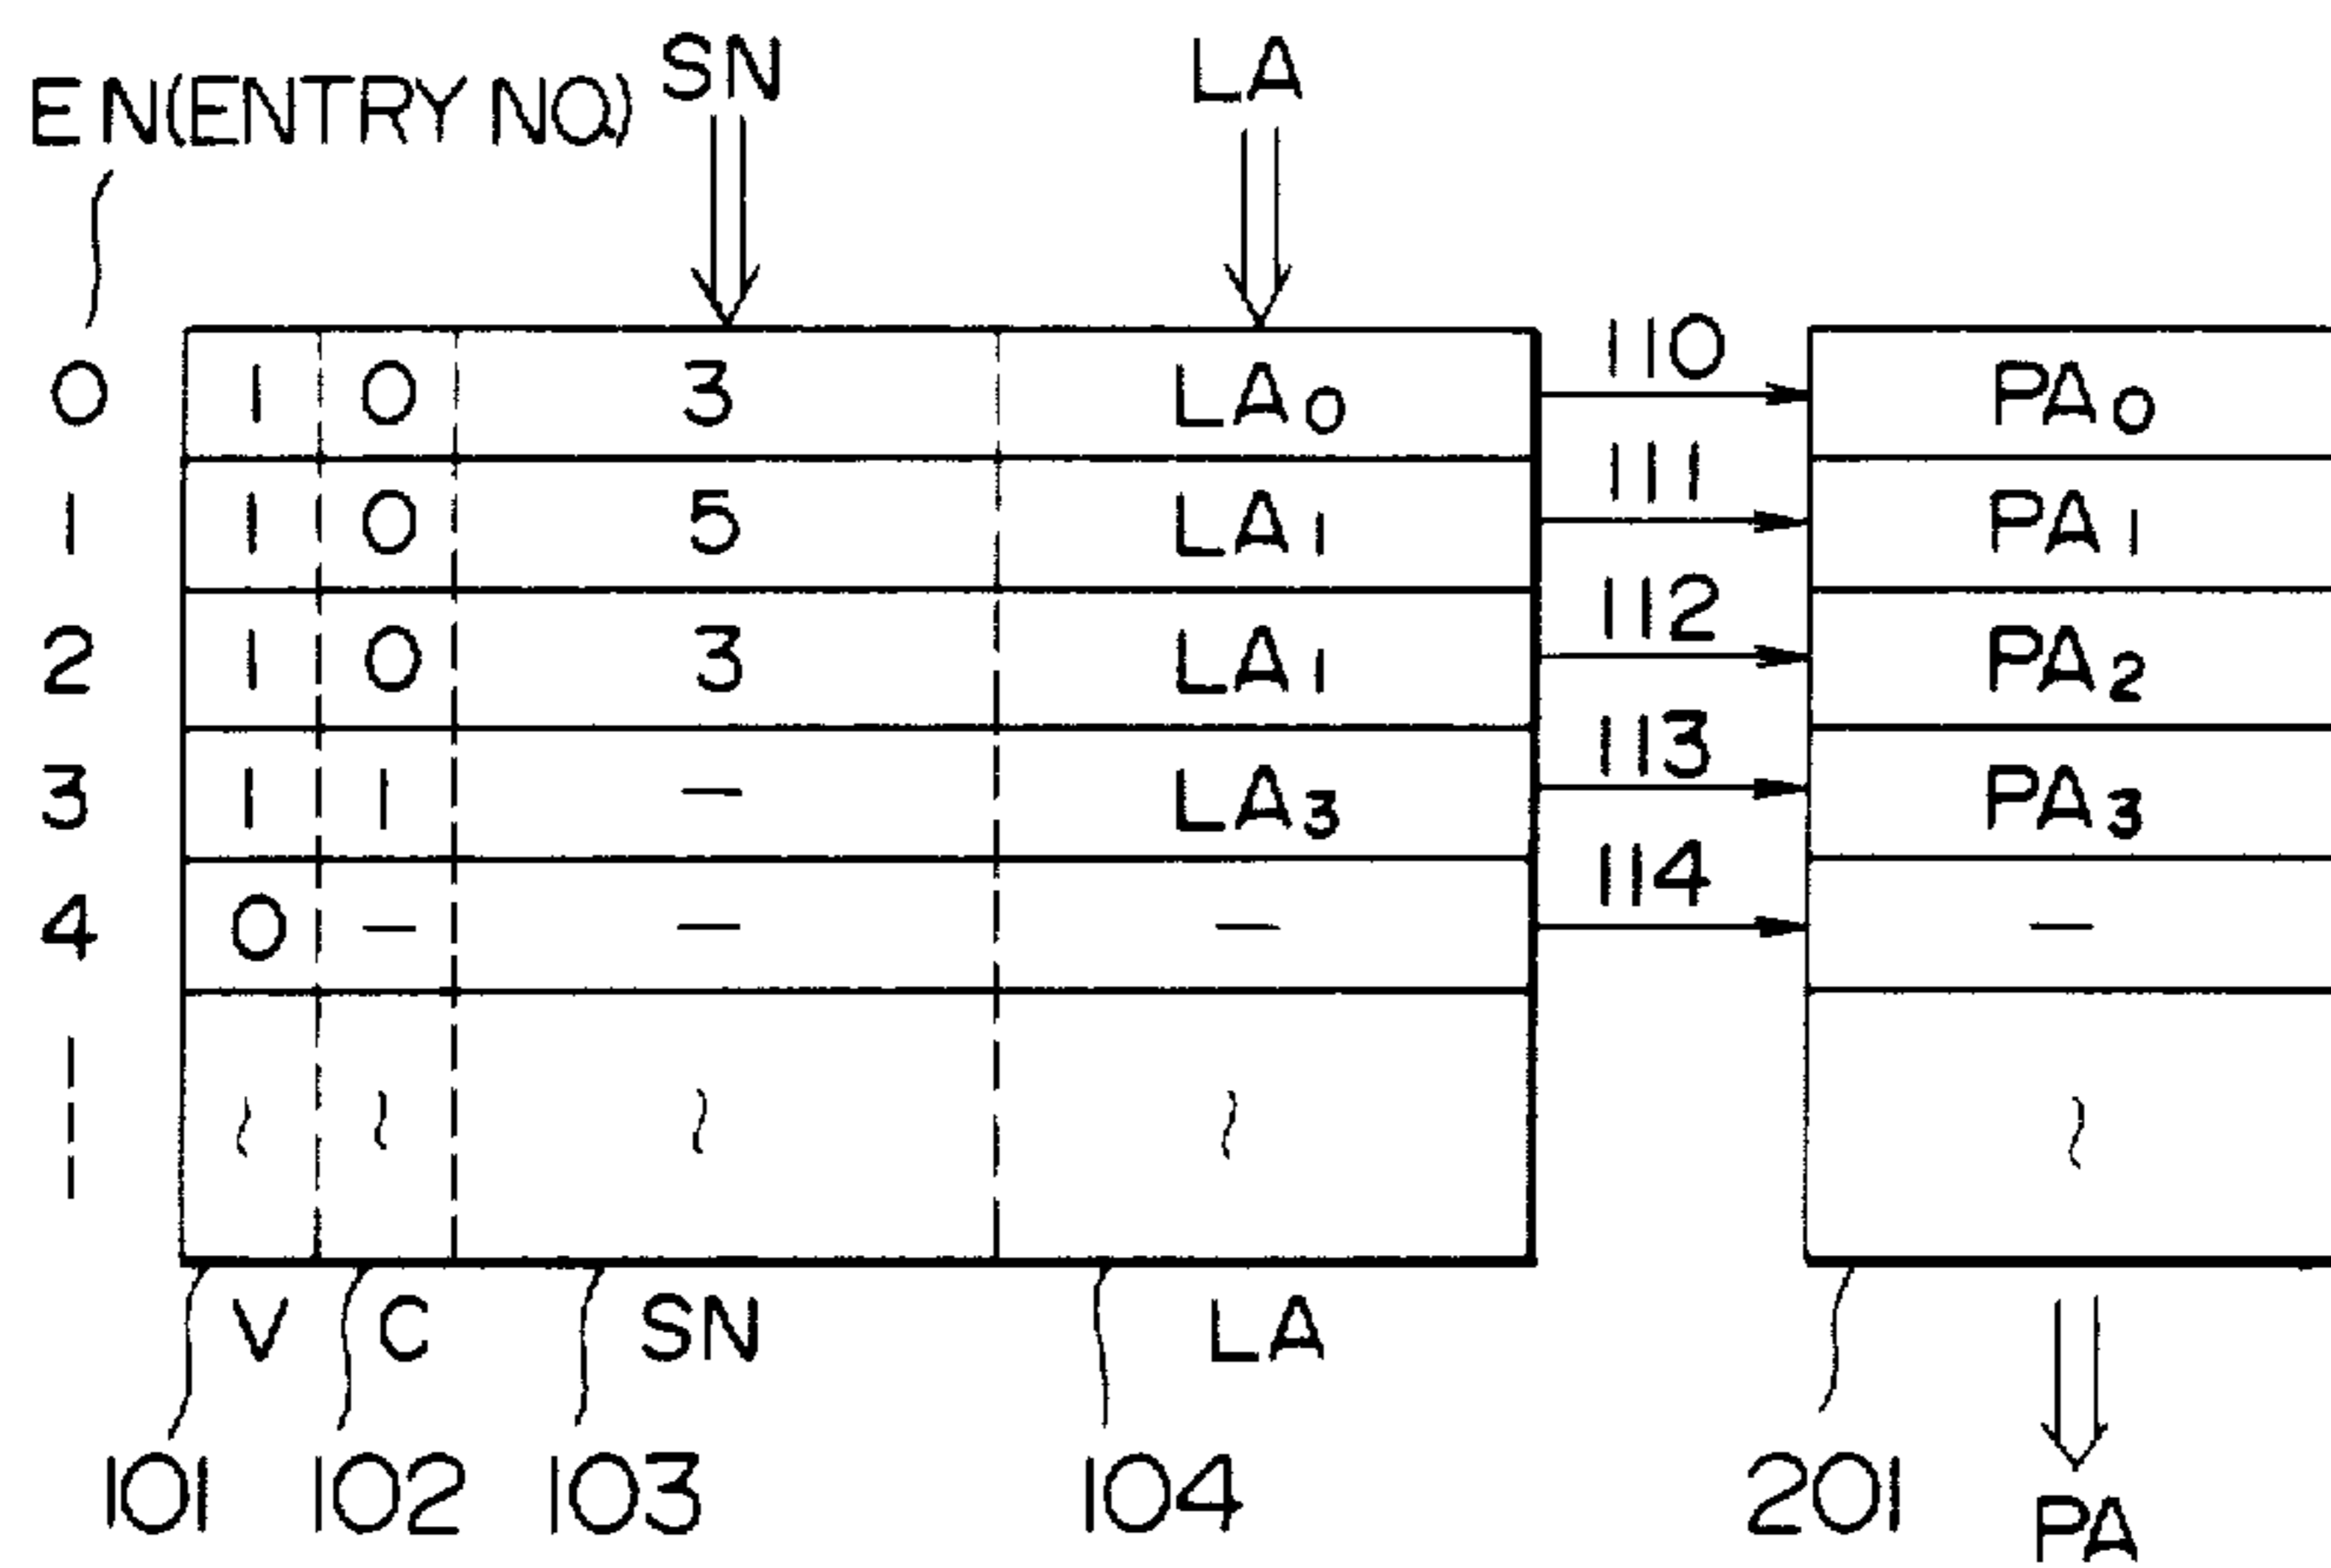 EN(ENTRY NO.) SN LA
0 1 0 3 LA0 110 PA0
1 1 0 5 LA1 111 PA1
2 1 0 3 LA1 112 PA2
3 1 1 — LA3 113 PA3
4 0 — — — 114 —
V C SN LA
101 102 103 104 201 PA